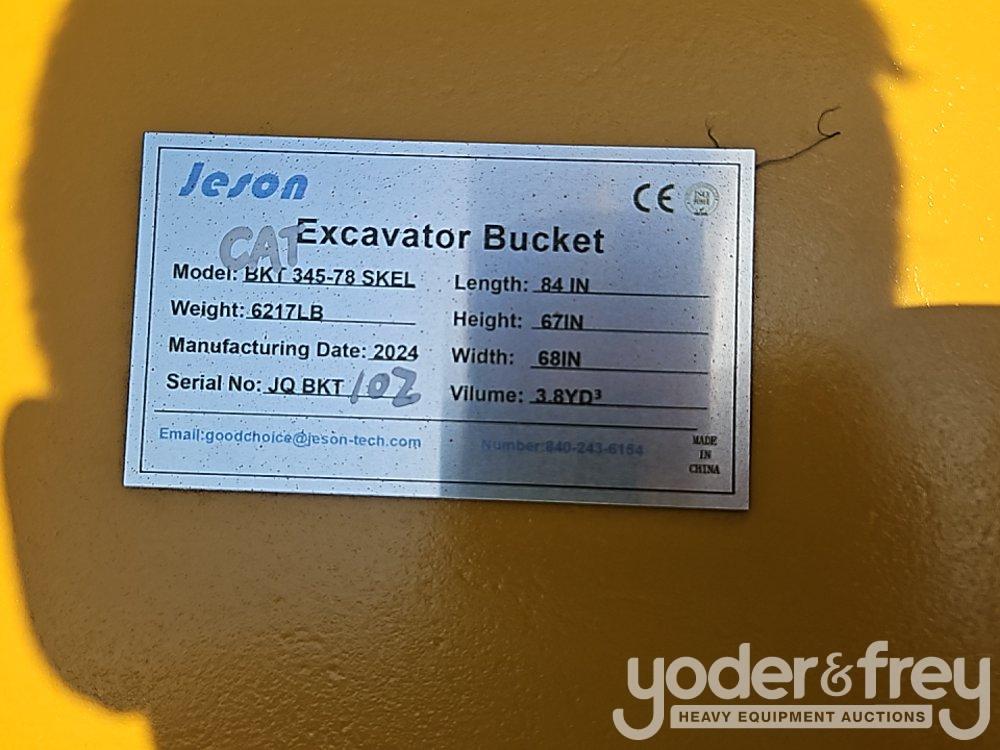 Jeson
CE
ISO
CAT
Excavator Bucket
Model: BKT 345-78 SKEL
Weight: 6217LB
Manufacturing Date: 2024
Serial No: JQ BKT 102
Length: 84 IN
Height: 67IN
Width: 68IN
Vilume: 3.8YD³
Email:goodchoice@jeson-tech.com
Number:840-243-6154
MADE
IN
CHINA
yoder&frey
HEAVY EQUIPMENT AUCTIONS